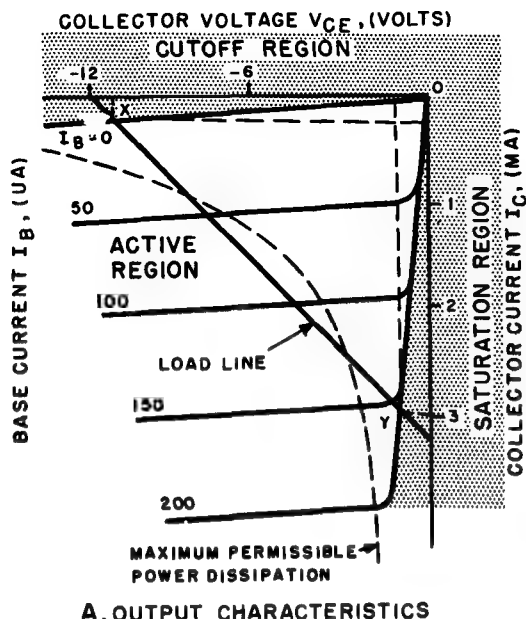 COLLECTOR VOLTAGE VCE, (VOLTS)
CUTOFF REGION
-12
-6
0
X
IB=0
BASE CURRENT IB, (UA)
50
ACTIVE
REGION
100
LOAD LINE
150
Y
200
1
2
3
SATURATION REGION
COLLECTOR CURRENT IC, (MA)
MAXIMUM PERMISSIBLE
POWER DISSIPATION
A. OUTPUT CHARACTERISTICS